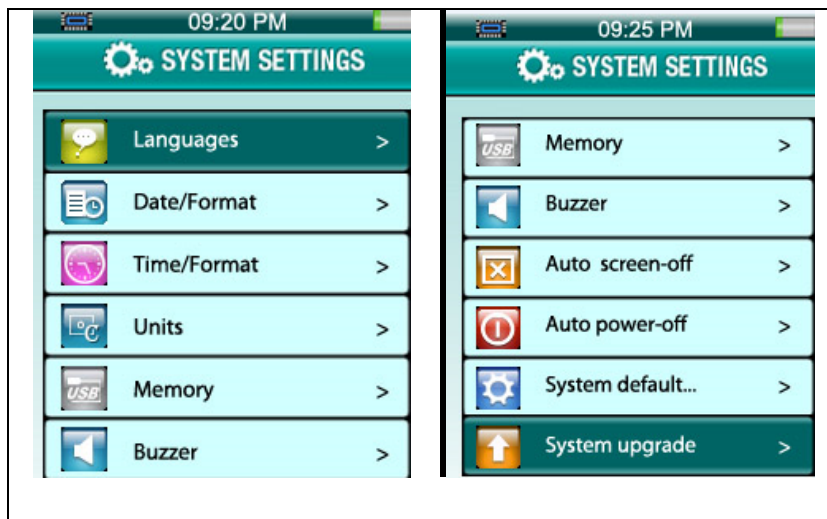 09:20 PM
SYSTEM SETTINGS
Languages >
Date/Format >
Time/Format >
Units >
USB Memory >
Buzzer >
09:25 PM
SYSTEM SETTINGS
USB Memory >
Buzzer >
Auto screen-off >
Auto power-off >
System default... >
System upgrade >